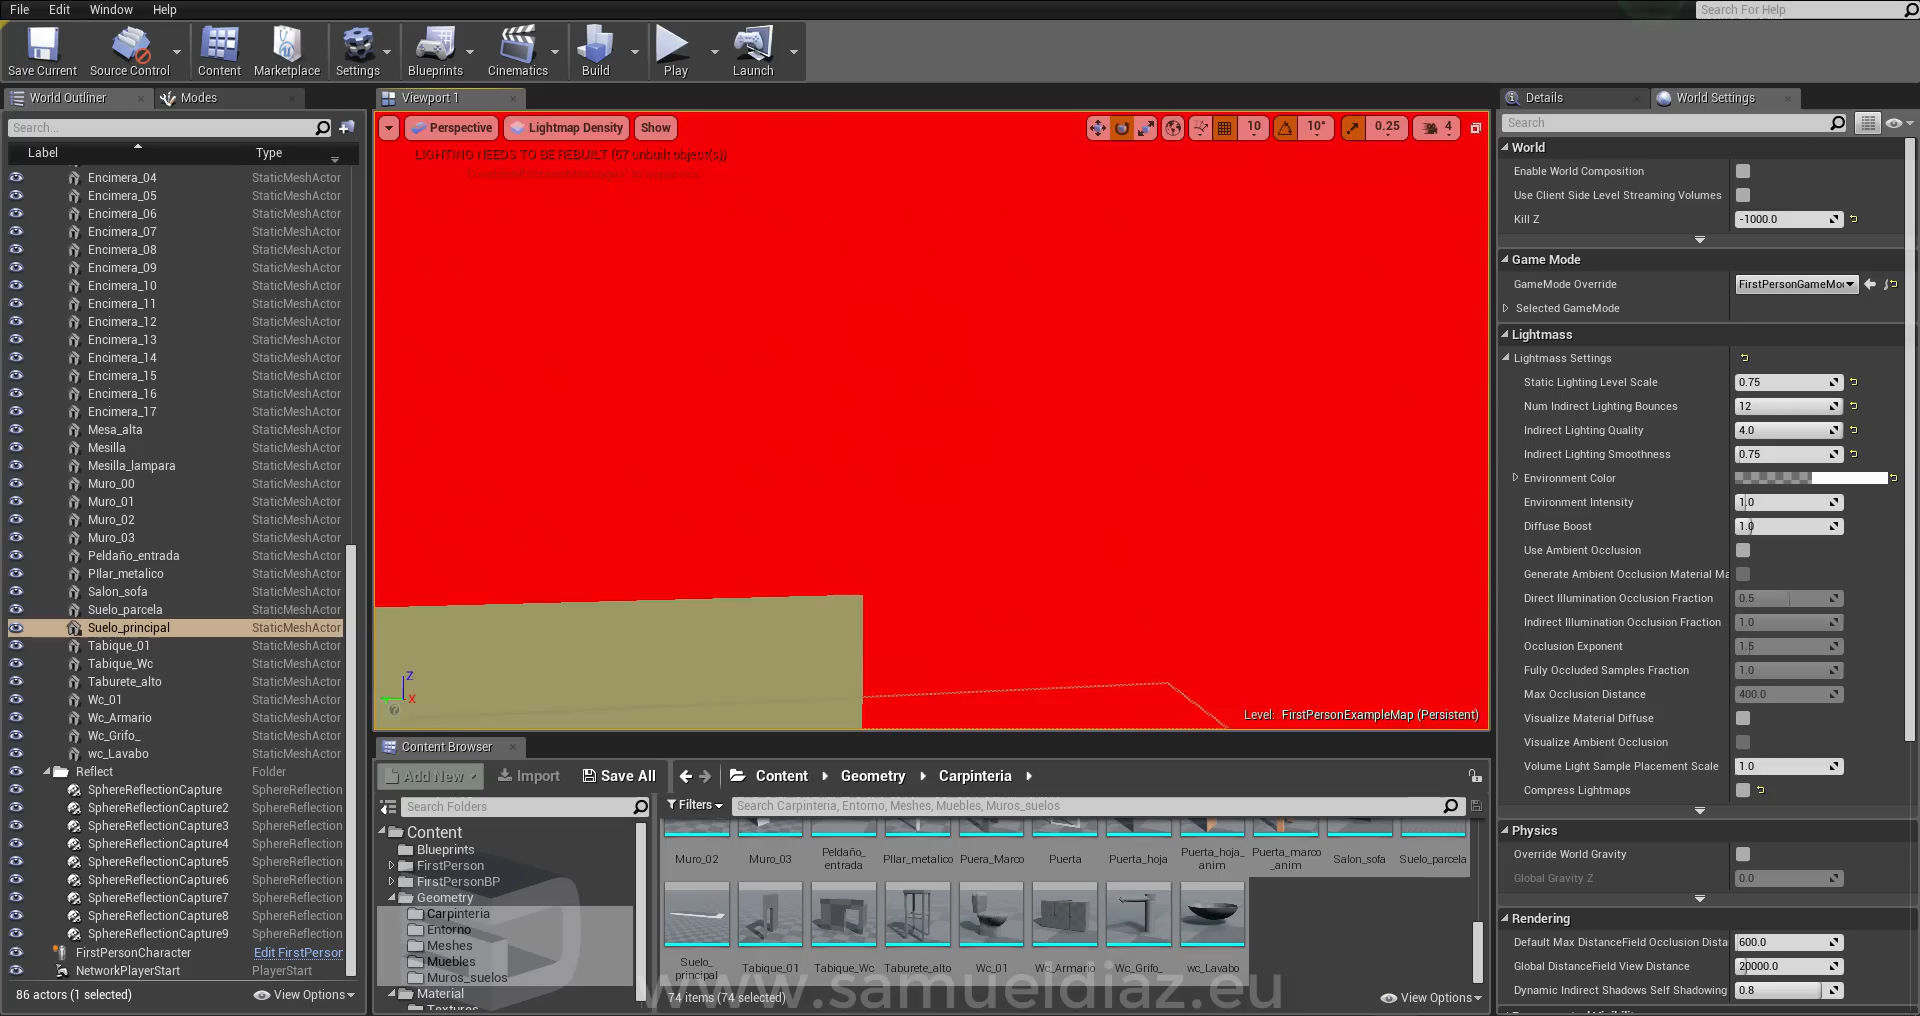 File Edit Window Help
Search For Help
Save Current Source Control Content Marketplace Settings Blueprints Cinematics Build Play Launch
World Outliner Modes
Viewport 1
Details World Settings
Search...
Label Type
Encimera_04 StaticMeshActor
Encimera_05 StaticMeshActor
Encimera_06 StaticMeshActor
Encimera_07 StaticMeshActor
Encimera_08 StaticMeshActor
Encimera_09 StaticMeshActor
Encimera_10 StaticMeshActor
Encimera_11 StaticMeshActor
Encimera_12 StaticMeshActor
Encimera_13 StaticMeshActor
Encimera_14 StaticMeshActor
Encimera_15 StaticMeshActor
Encimera_16 StaticMeshActor
Encimera_17 StaticMeshActor
Mesa_alta StaticMeshActor
Mesilla StaticMeshActor
Mesilla_lampara StaticMeshActor
Muro_00 StaticMeshActor
Muro_01 StaticMeshActor
Muro_02 StaticMeshActor
Muro_03 StaticMeshActor
Peldaño_entrada StaticMeshActor
PIlar_metalico StaticMeshActor
Salon_sofa StaticMeshActor
Suelo_parcela StaticMeshActor
Suelo_principal StaticMeshActor
Tabique_01 StaticMeshActor
Tabique_Wc StaticMeshActor
Taburete_alto StaticMeshActor
Wc_01 StaticMeshActor
Wc_Armario StaticMeshActor
Wc_Grifo_ StaticMeshActor
wc_Lavabo StaticMeshActor
Reflect Folder
SphereReflectionCapture SphereReflection
SphereReflectionCapture2 SphereReflection
SphereReflectionCapture3 SphereReflection
SphereReflectionCapture4 SphereReflection
SphereReflectionCapture5 SphereReflection
SphereReflectionCapture6 SphereReflection
SphereReflectionCapture7 SphereReflection
SphereReflectionCapture8 SphereReflection
SphereReflectionCapture9 SphereReflection
FirstPersonCharacter Edit FirstPerson
NetworkPlayerStart PlayerStart
86 actors (1 selected) View Options
Perspective Lightmap Density Show 10 10° 0.25 4
LIGHTING NEEDS TO BE REBUILT (67 unbuilt object(s))
Z
X
Level: FirstPersonExampleMap (Persistent)
Content Browser
Add New Import Save All Content Geometry Carpinteria
Search Folders
Filters Search Carpinteria, Entorno, Meshes, Muebles, Muros_suelos
Content
Blueprints
FirstPerson
FirstPersonBP
Geometry
Carpinteria
Entorno
Meshes
Muebles
Muros_suelos
Material
Textures
Muro_02 Muro_03 Peldaño_entrada PIlar_metalico Puera_Marco Puerta Puerta_hoja Puerta_hoja_anim Puerta_marco_anim Salon_sofa Suelo_parcela
Suelo_principal Tabique_01 Tabique_Wc Taburete_alto Wc_01 Wc_Armario Wc_Grifo_ wc_Lavabo
74 items (74 selected) View Options
www.samueldiaz.eu
Search
World
Enable World Composition
Use Client Side Level Streaming Volumes
Kill Z -1000.0
Game Mode
GameMode Override FirstPersonGameMo
Selected GameMode
Lightmass
Lightmass Settings
Static Lighting Level Scale 0.75
Num Indirect Lighting Bounces 12
Indirect Lighting Quality 4.0
Indirect Lighting Smoothness 0.75
Environment Color
Environment Intensity 1.0
Diffuse Boost 1.0
Use Ambient Occlusion
Generate Ambient Occlusion Material Ma
Direct Illumination Occlusion Fraction 0.5
Indirect Illumination Occlusion Fraction 1.0
Occlusion Exponent 1.5
Fully Occluded Samples Fraction 1.0
Max Occlusion Distance 400.0
Visualize Material Diffuse
Visualize Ambient Occlusion
Volume Light Sample Placement Scale 1.0
Compress Lightmaps
Physics
Override World Gravity
Global Gravity Z 0.0
Rendering
Default Max DistanceField Occlusion Dista 600.0
Global DistanceField View Distance 20000.0
Dynamic Indirect Shadows Self Shadowing 0.8